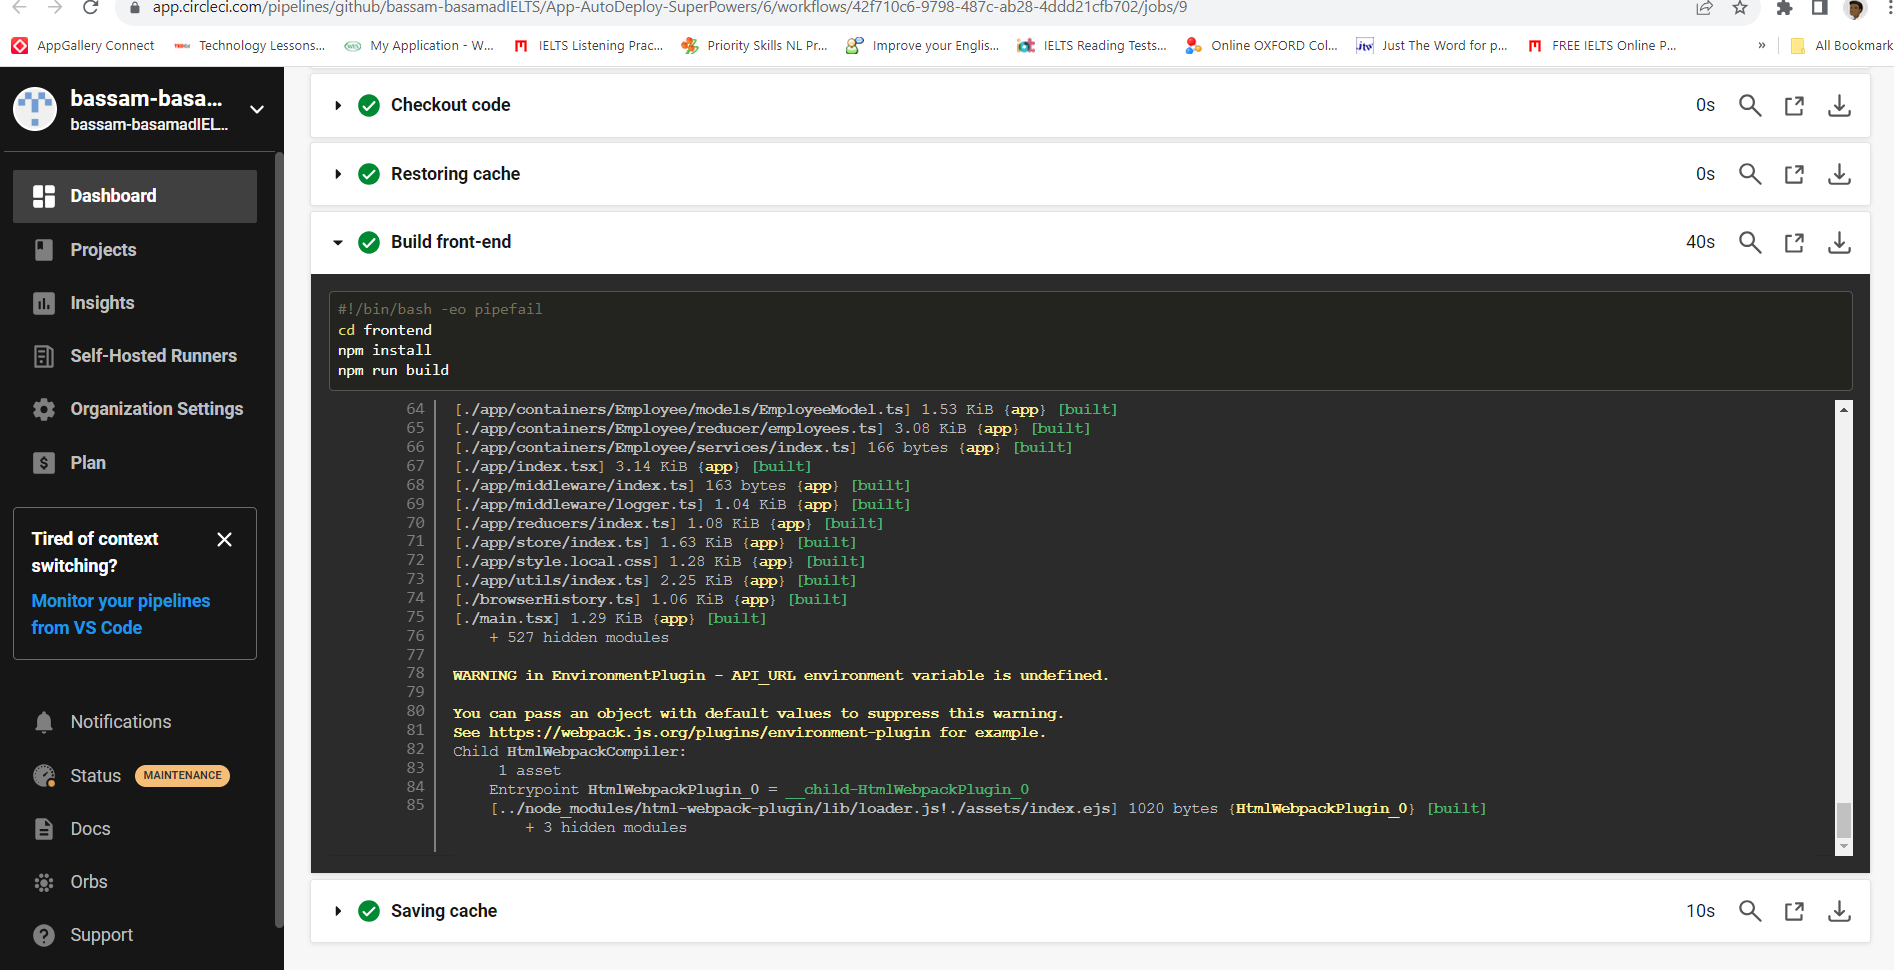 app.circleci.com/pipelines/github/bassam-basamadIELTS/App-AutoDeploy-SuperPowers/6/workflows/42f710c6-9798-487c-ab28-4ddd21cfb702/jobs/9
AppGallery Connect Technology Lessons... My Application - W... IELTS Listening Prac... Priority Skills NL Pr... Improve your Englis... IELTS Reading Tests... Online OXFORD Col... Just The Word for p... FREE IELTS Online P... » All Bookmark
bassam-basa...
bassam-basamadIEL...
Dashboard
Projects
Insights
Self-Hosted Runners
Organization Settings
Plan
Tired of context
switching?
Monitor your pipelines
from VS Code
Notifications
Status MAINTENANCE
Docs
Orbs
Support
Checkout code 0s
Restoring cache 0s
Build front-end 40s
#!/bin/bash -eo pipefail
cd frontend
npm install
npm run build
64 [./app/containers/Employee/models/EmployeeModel.ts] 1.53 KiB {app} [built]
65 [./app/containers/Employee/reducer/employees.ts] 3.08 KiB {app} [built]
66 [./app/containers/Employee/services/index.ts] 166 bytes {app} [built]
67 [./app/index.tsx] 3.14 KiB {app} [built]
68 [./app/middleware/index.ts] 163 bytes {app} [built]
69 [./app/middleware/logger.ts] 1.04 KiB {app} [built]
70 [./app/reducers/index.ts] 1.08 KiB {app} [built]
71 [./app/store/index.ts] 1.63 KiB {app} [built]
72 [./app/style.local.css] 1.28 KiB {app} [built]
73 [./app/utils/index.ts] 2.25 KiB {app} [built]
74 [./browserHistory.ts] 1.06 KiB {app} [built]
75 [./main.tsx] 1.29 KiB {app} [built]
76 + 527 hidden modules
77
78 WARNING in EnvironmentPlugin - API_URL environment variable is undefined.
79
80 You can pass an object with default values to suppress this warning.
81 See https://webpack.js.org/plugins/environment-plugin for example.
82 Child HtmlWebpackCompiler:
83 1 asset
84 Entrypoint HtmlWebpackPlugin_0 = __child-HtmlWebpackPlugin_0
85 [../node_modules/html-webpack-plugin/lib/loader.js!./assets/index.ejs] 1020 bytes {HtmlWebpackPlugin_0} [built]
+ 3 hidden modules
Saving cache 10s